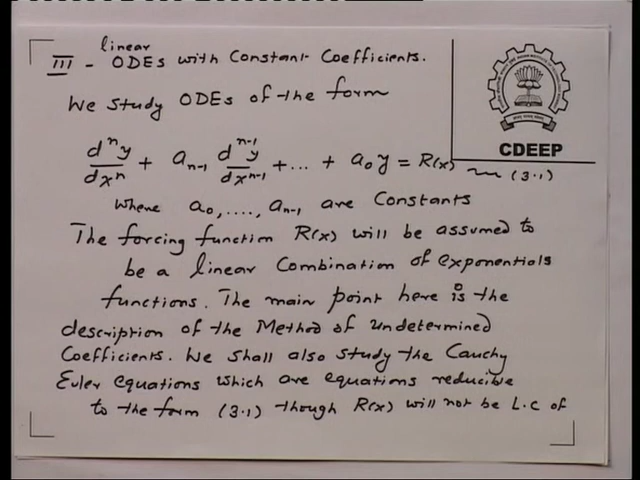 III - linear ODEs with Constant Coefficients.
We study ODEs of the form
d^n y/dx^n + a_{n-1} d^{n-1}y/dx^{n-1} + ... + a_0 y = R(x) ~~ (3.1)
where a_0, ...., a_{n-1} are Constants
The forcing function R(x) will be assumed to
be a linear Combination of exponentials
functions. The main point here is the
description of the Method of undetermined
Coefficients. We shall also study the Cauchy
Euler equations which are equations reducible
to the form (3.1) though R(x) will not be L.C of
CDEEP